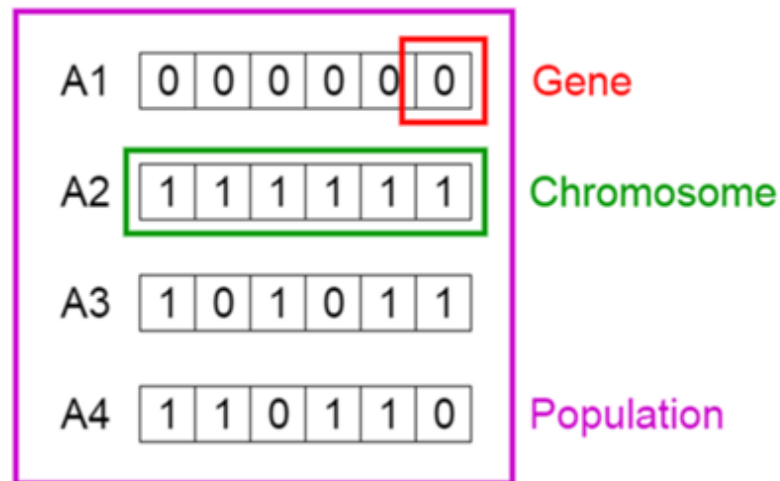 A1 0 0 0 0 0 0 Gene
A2 1 1 1 1 1 1 Chromosome
A3 1 0 1 0 1 1
A4 1 1 0 1 1 0 Population